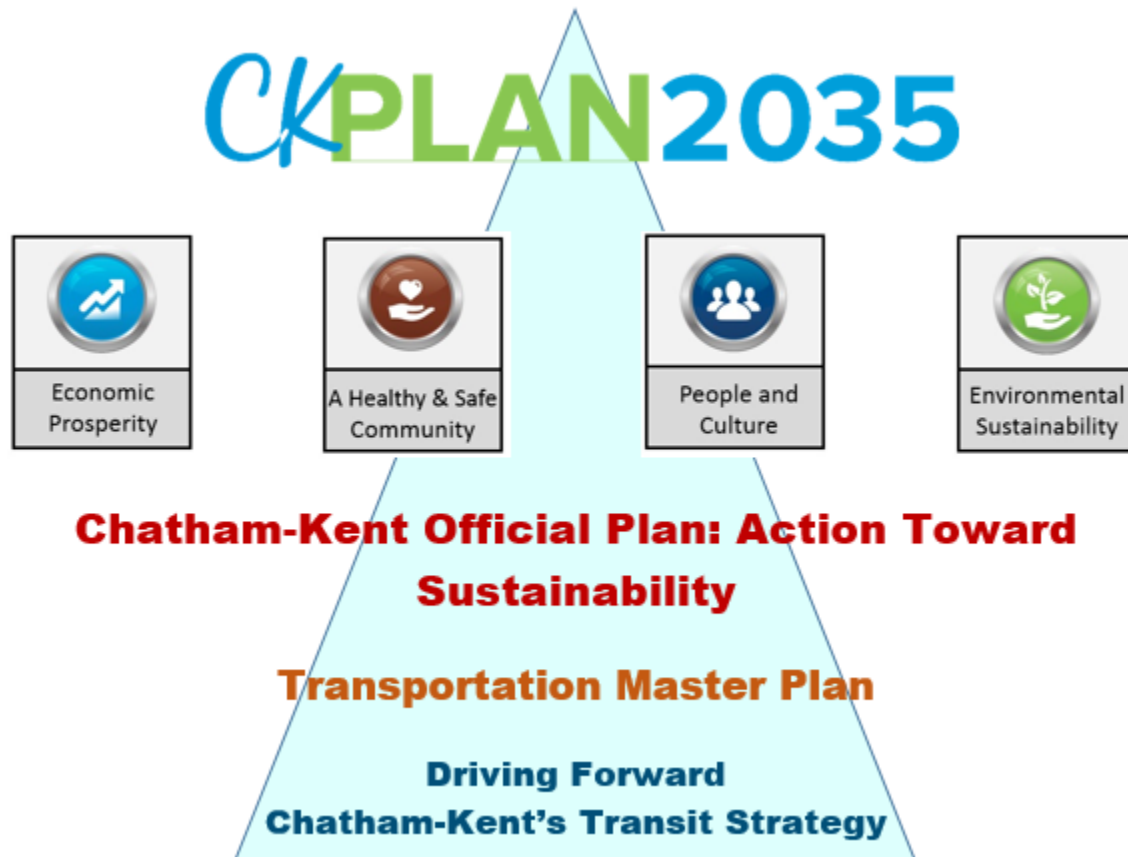 CKPLAN2035
Economic
Prosperity
A Healthy & Safe
Community
People and
Culture
Environmental
Sustainability
Chatham-Kent Official Plan: Action Toward
Sustainability
Transportation Master Plan
Driving Forward
Chatham-Kent’s Transit Strategy